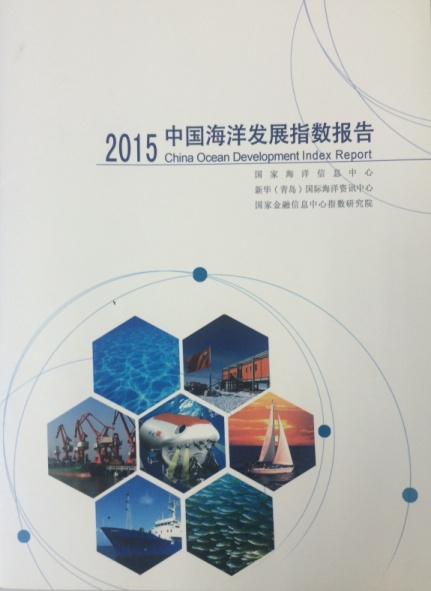 2015 中国海洋发展指数报告
China Ocean Development Index Report
国家海洋信息中心
新华(青岛)国际海洋资讯中心
国家金融信息中心指数研究院